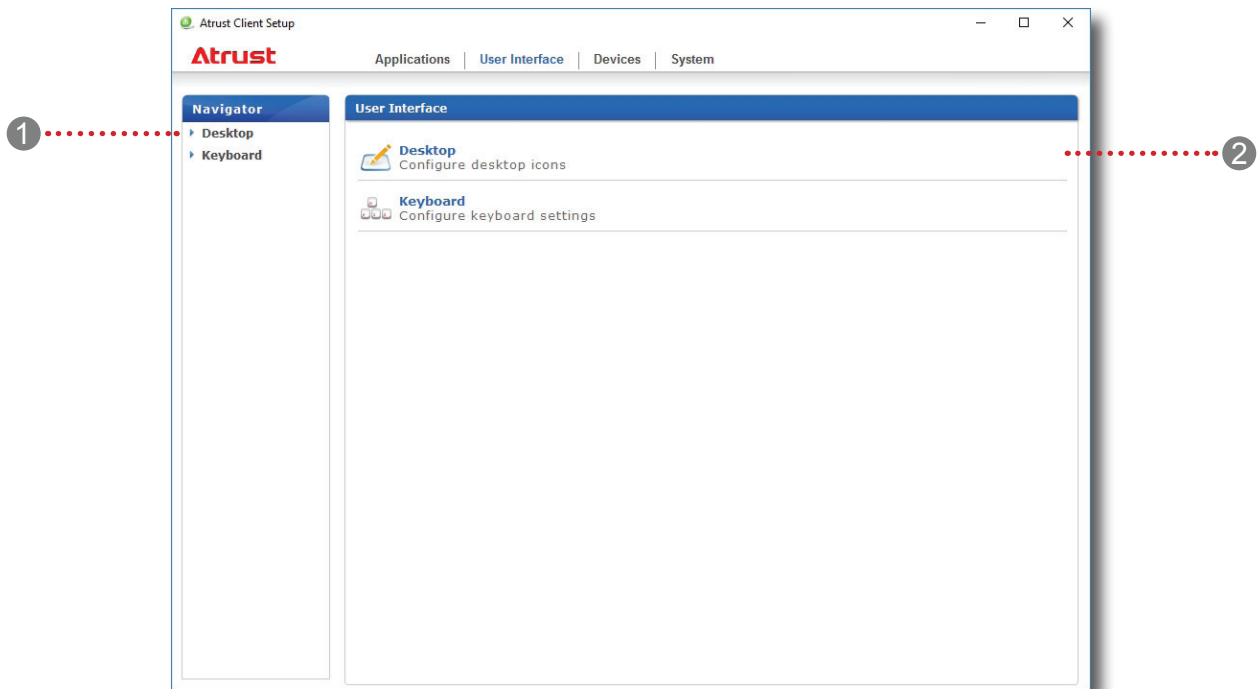 Atrust Client Setup
Atrust
Applications | User Interface | Devices | System
Navigator
Desktop
Keyboard
User Interface
Desktop
Configure desktop icons
Keyboard
Configure keyboard settings
1
2